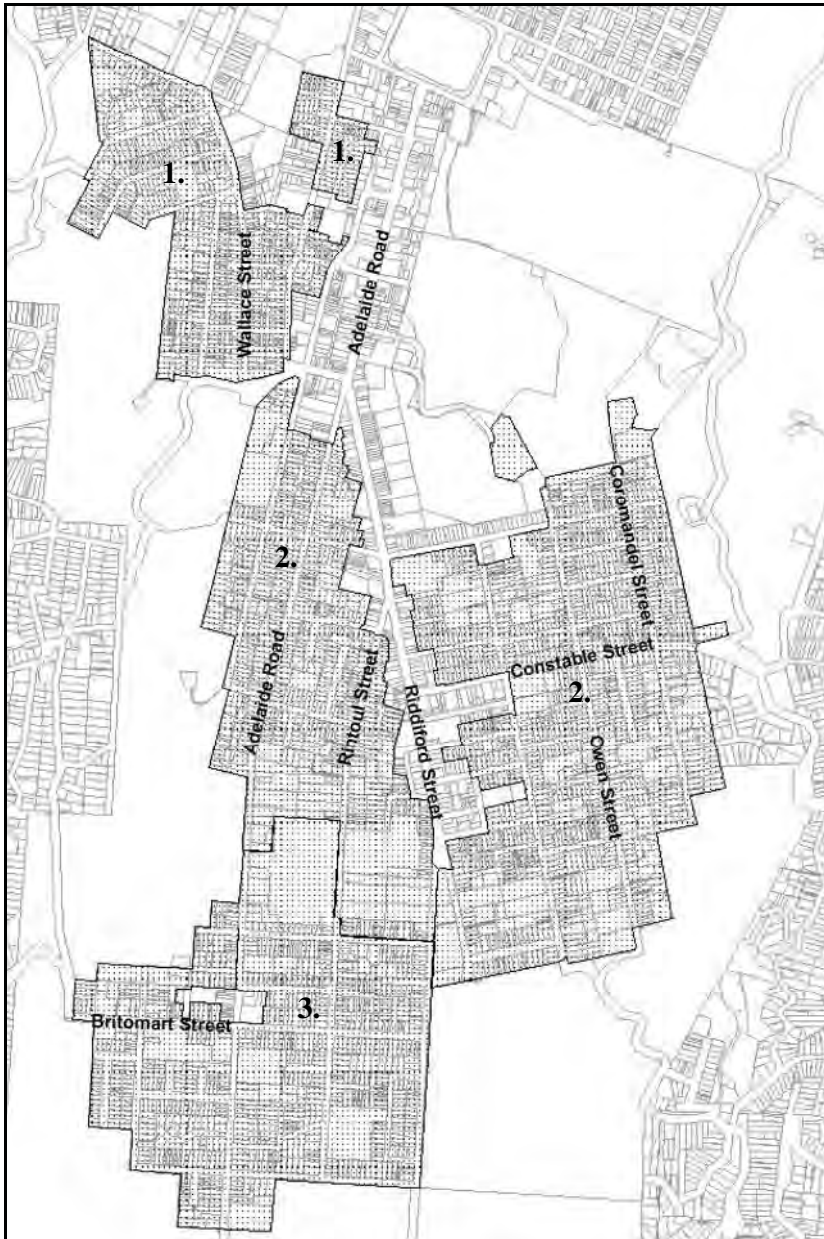 1.
1.
Wallace Street
Adelaide Road
2.
Coromandel Street
Constable Street
2.
Adelaide Road
Rintoul Street
Riddiford Street
Owen Street
3.
Britomart Street